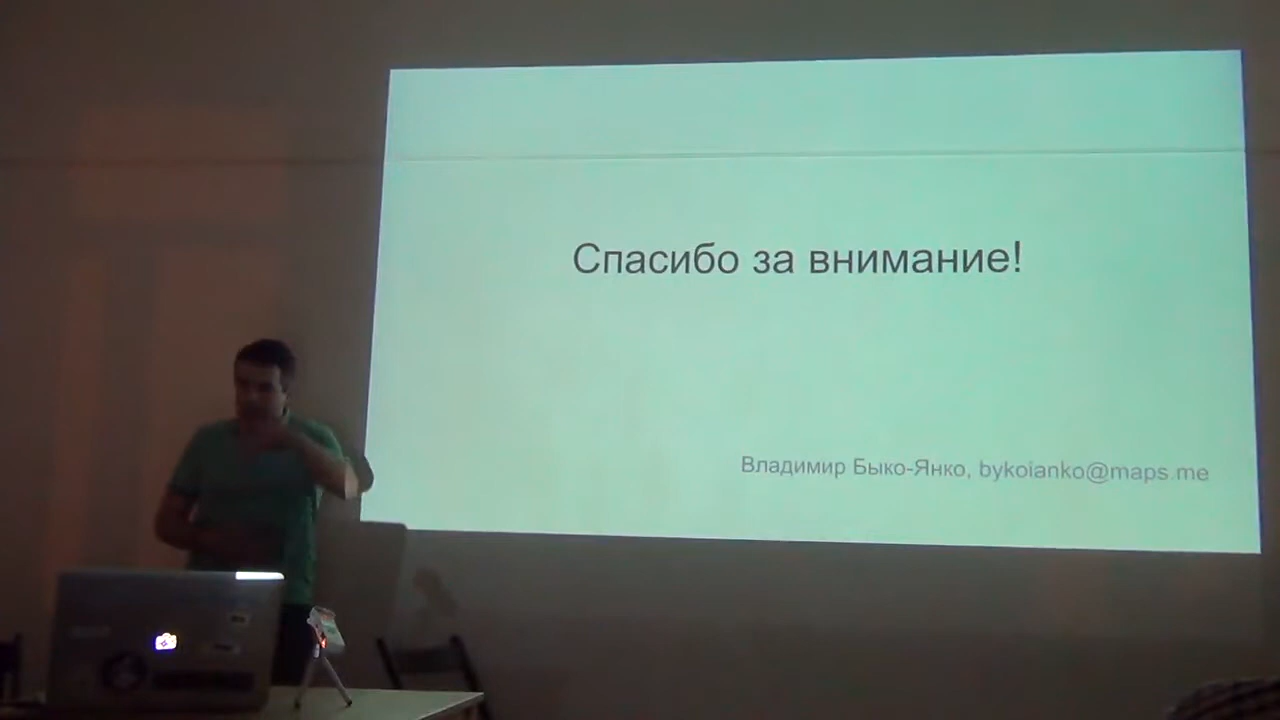 Спасибо за внимание!
Владимир Быко-Янко, bykoianko@maps.me